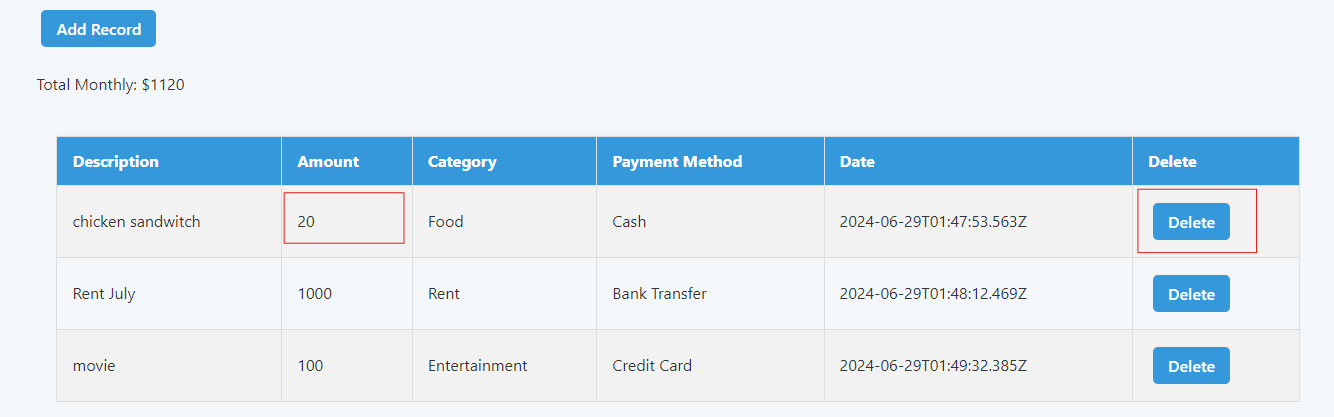 Add Record
Total Monthly: $1120
Description Amount Category Payment Method Date Delete
chicken sandwitch 20 Food Cash 2024-06-29T01:47:53.563Z Delete
Rent July 1000 Rent Bank Transfer 2024-06-29T01:48:12.469Z Delete
movie 100 Entertainment Credit Card 2024-06-29T01:49:32.385Z Delete